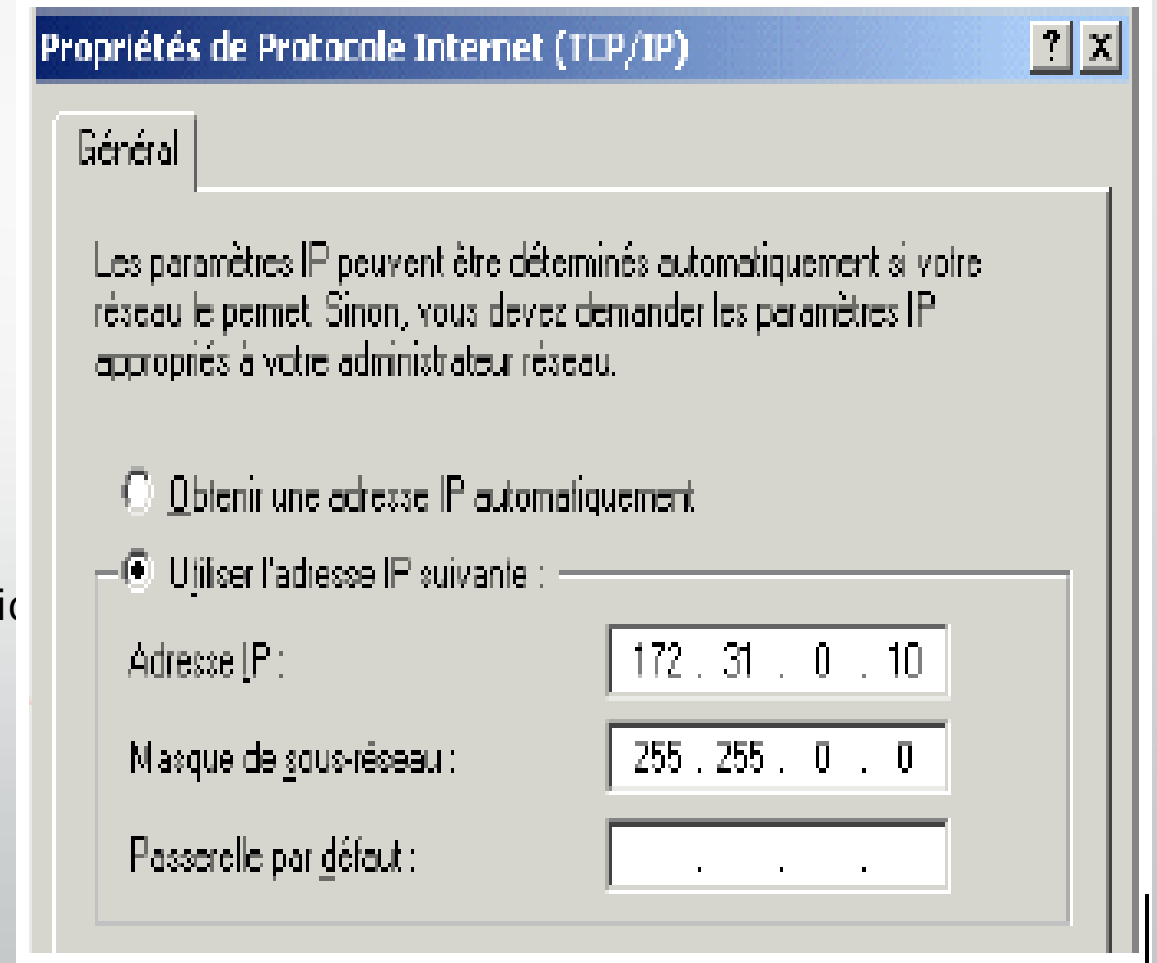 Propriétés de Protocole Internet (TCP/IP)
? X
Général
Les paramètres IP peuvent être déterminés automatiquement si votre
réseau le permet. Sinon, vous devez demander les paramètres IP
appropriés à votre administrateur réseau.
Obtenir une adresse IP automatiquement
Utiliser l'adresse IP suivante :
Adresse IP : 172 . 31 . 0 . 10
Masque de sous-réseau : 255 . 255 . 0 . 0
Passerelle par défaut : . . .